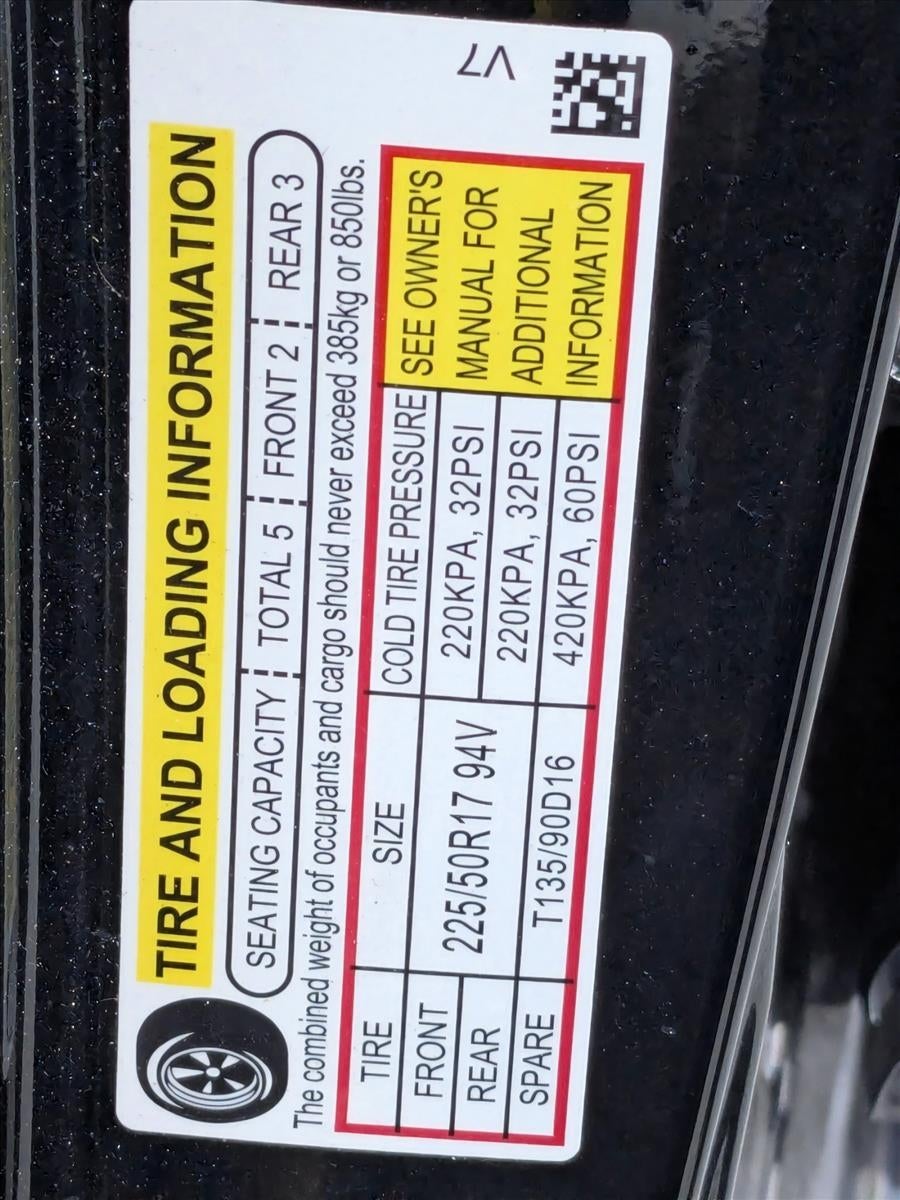 V7
TIRE AND LOADING INFORMATION
SEATING CAPACITY TOTAL 5 FRONT 2 REAR 3
The combined weight of occupants and cargo should never exceed 385kg or 850lbs.
TIRE SIZE COLD TIRE PRESSURE
FRONT 225/50R17 94V 220KPA, 32PSI
REAR 220KPA, 32PSI
SPARE T135/90D16 420KPA, 60PSI
SEE OWNER'S
MANUAL FOR
ADDITIONAL
INFORMATION